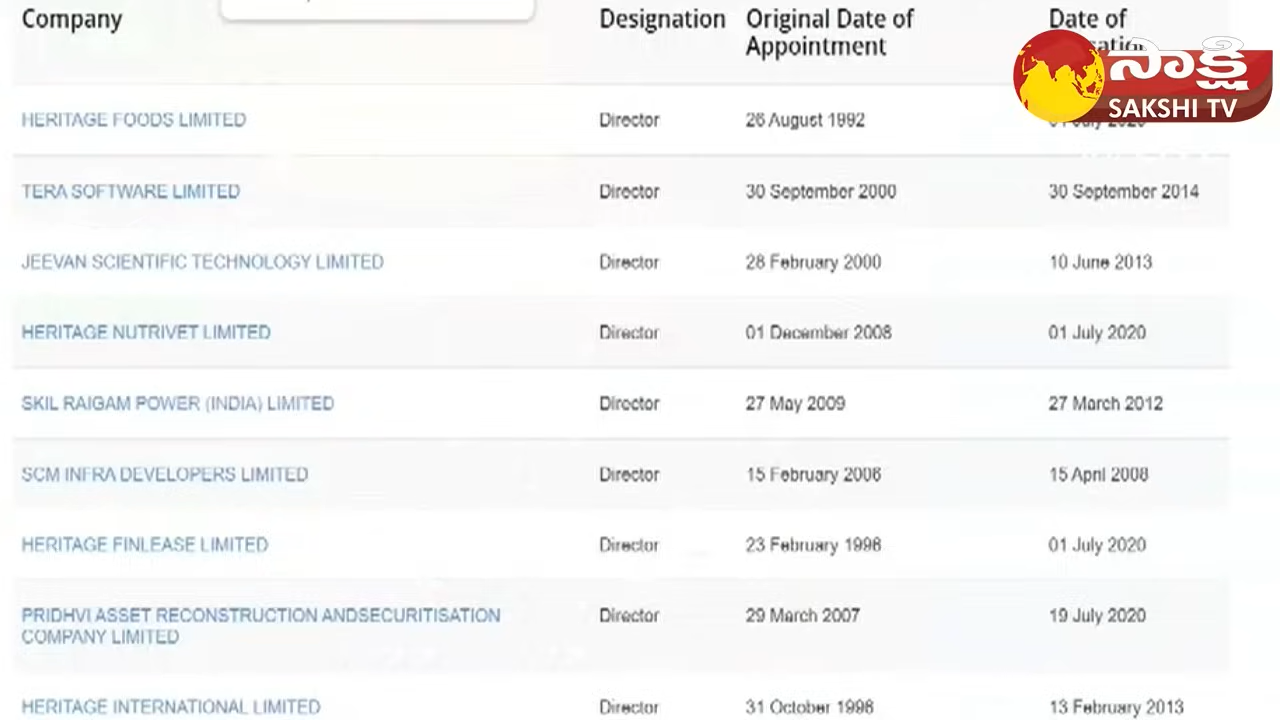 Company Designation Original Date of Appointment Date of
సాక్షి
SAKSHI TV
HERITAGE FOODS LIMITED Director 26 August 1992
TERA SOFTWARE LIMITED Director 30 September 2000 30 September 2014
JEEVAN SCIENTIFIC TECHNOLOGY LIMITED Director 28 February 2000 10 June 2013
HERITAGE NUTRIVET LIMITED Director 01 December 2008 01 July 2020
SKIL RAIGAM POWER (INDIA) LIMITED Director 27 May 2009 27 March 2012
SCM INFRA DEVELOPERS LIMITED Director 15 February 2006 15 April 2008
HERITAGE FINLEASE LIMITED Director 23 February 1996 01 July 2020
PRIDHVI ASSET RECONSTRUCTION ANDSECURITISATION
COMPANY LIMITED Director 29 March 2007 19 July 2020
HERITAGE INTERNATIONAL LIMITED Director 31 October 1996 13 February 2013